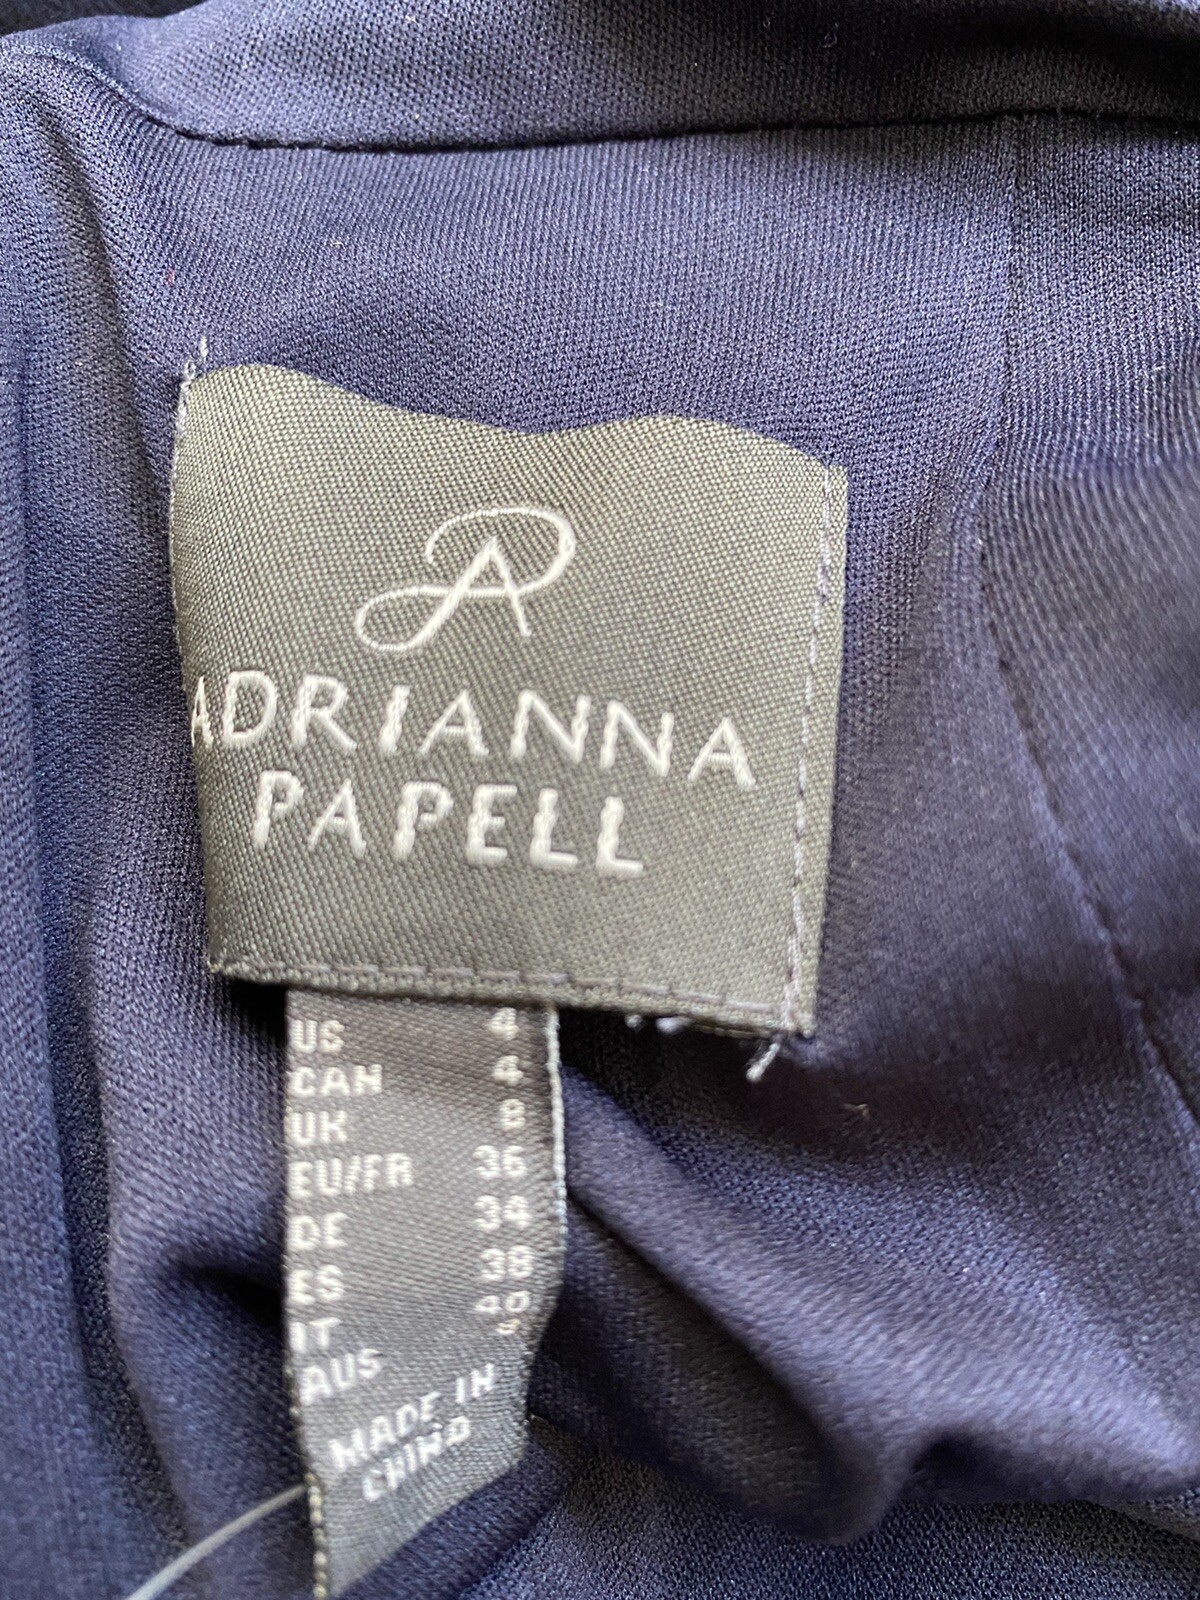 AP
ADRIANNA
PAPELL
US 4
CAN 4
UK 8
EU/FR 36
DE 34
ES 38
IT 40
AUS
MADE IN
CHINA